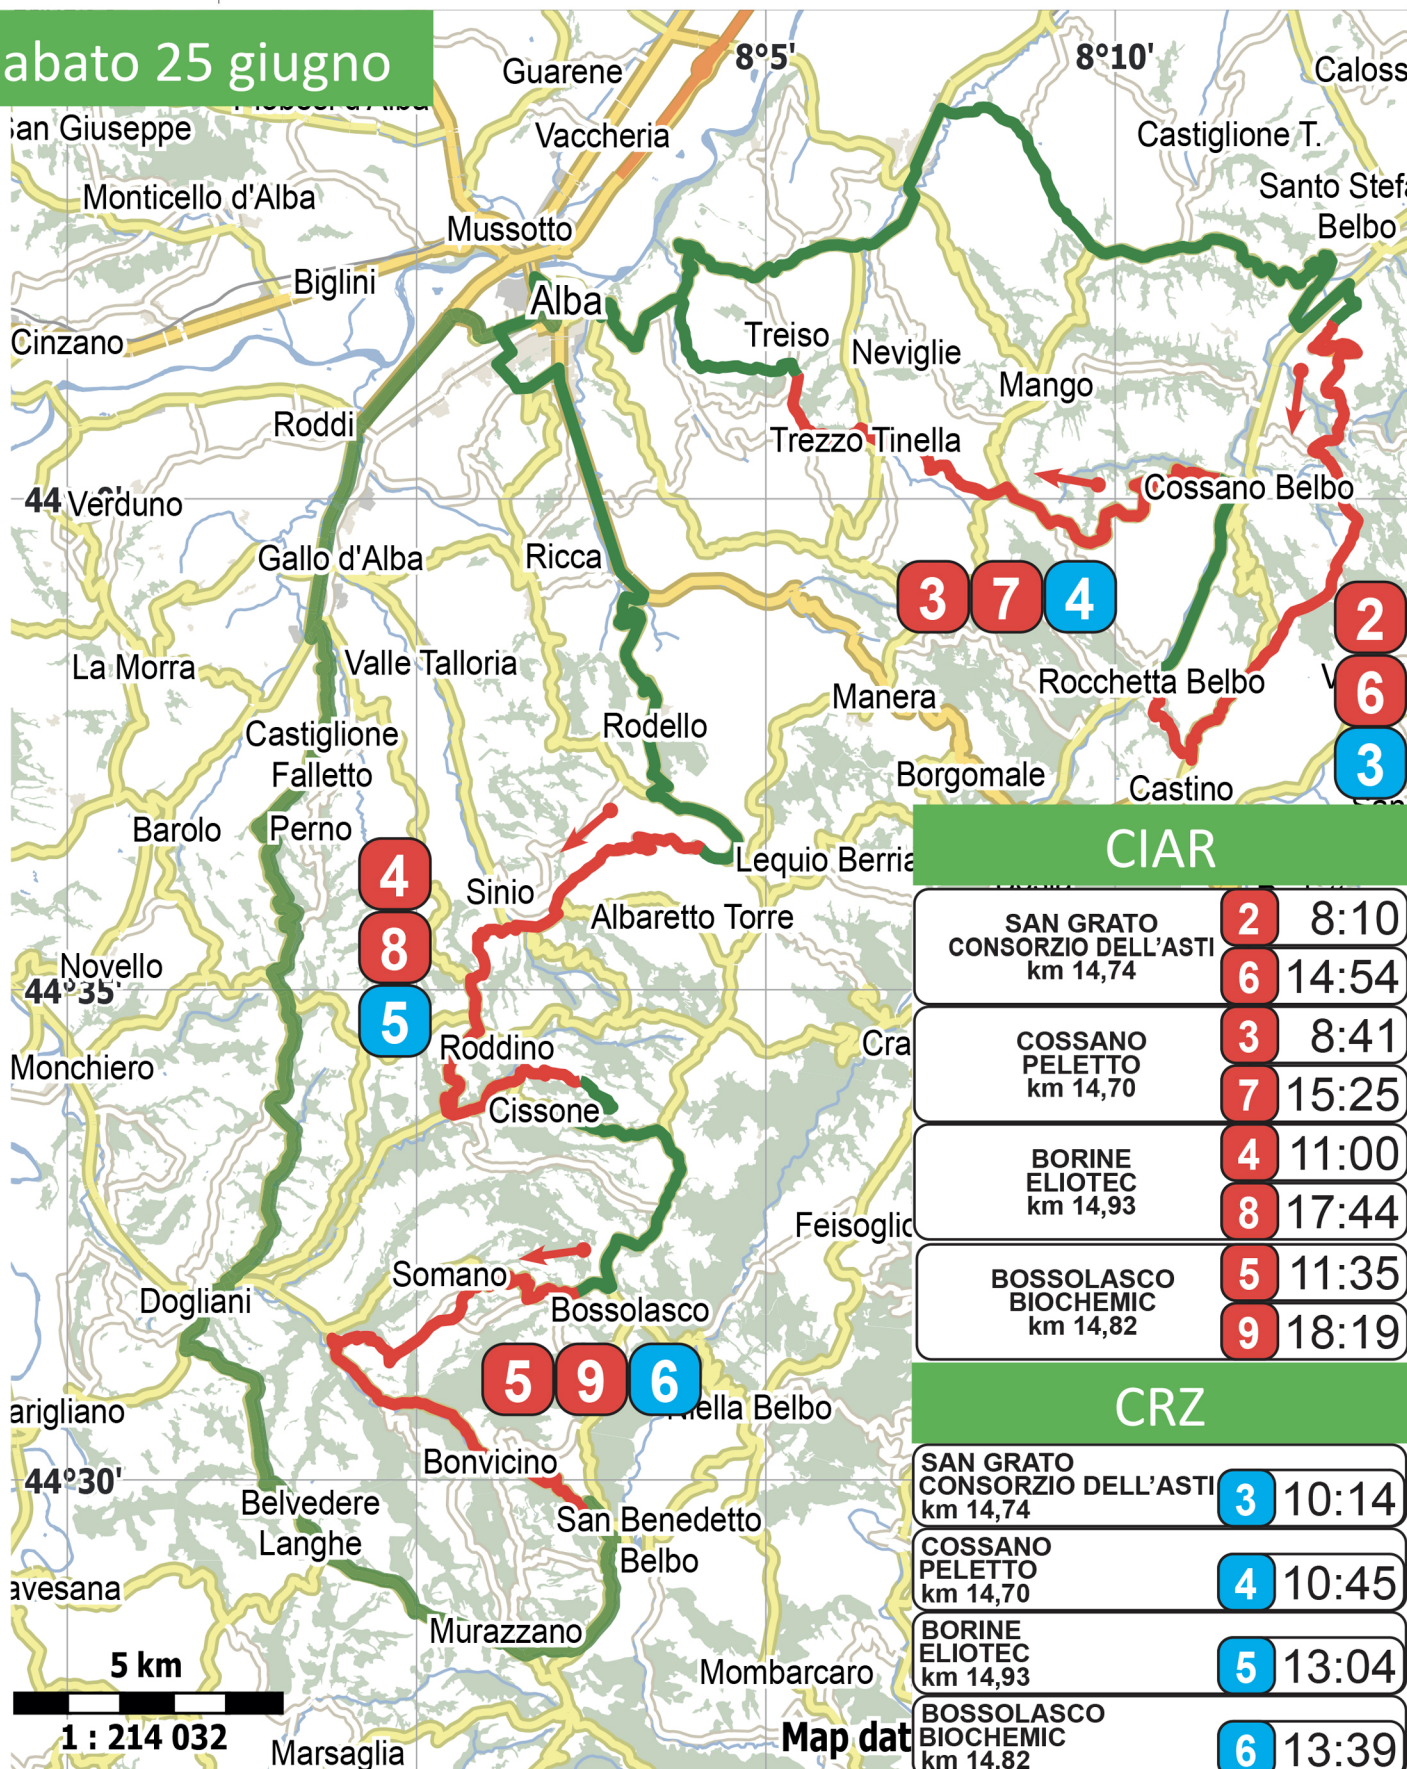 abato 25 giugno
Guarene
8°5'
8°10'
Caloss
San Giuseppe
Vaccheria
Castiglione T.
Monticello d'Alba
Santo Stef
Belbo
Mussotto
Biglini
Alba
Cinzano
Treiso
Neviglie
Mango
Roddi
Trezzo Tinella
Cossano Belbo
44
Verduno
Gallo d'Alba
Ricca
3 7 4
2
6
3
La Morra
Valle Talloria
Rocchetta Belbo
Manera
Castiglione
Falletto
Rodello
Borgomale
Castino
Barolo
Perno
Lequio Berria
4
8
5
Sinio
Albaretto Torre
Novello
44°35'
Monchiero
Roddino
Cra
Cissone
Feisoglio
Somano
Bossolasco
Dogliani
5 9 6
Niella Belbo
arigliano
Bonvicino
44°30'
Belvedere
Langhe
San Benedetto
Belbo
avesana
Murazzano
Mombarcaro
5 km
1 : 214 032
Marsaglia
Map dat
CIAR
SAN GRATO
CONSORZIO DELL'ASTI
km 14,74
2 8:10
6 14:54
COSSANO
PELETTO
km 14,70
3 8:41
7 15:25
BORINE
ELIOTEC
km 14,93
4 11:00
8 17:44
BOSSOLASCO
BIOCHEMIC
km 14,82
5 11:35
9 18:19
CRZ
SAN GRATO
CONSORZIO DELL'ASTI
km 14,74
3 10:14
COSSANO
PELETTO
km 14,70
4 10:45
BORINE
ELIOTEC
km 14,93
5 13:04
BOSSOLASCO
BIOCHEMIC
km 14,82
6 13:39